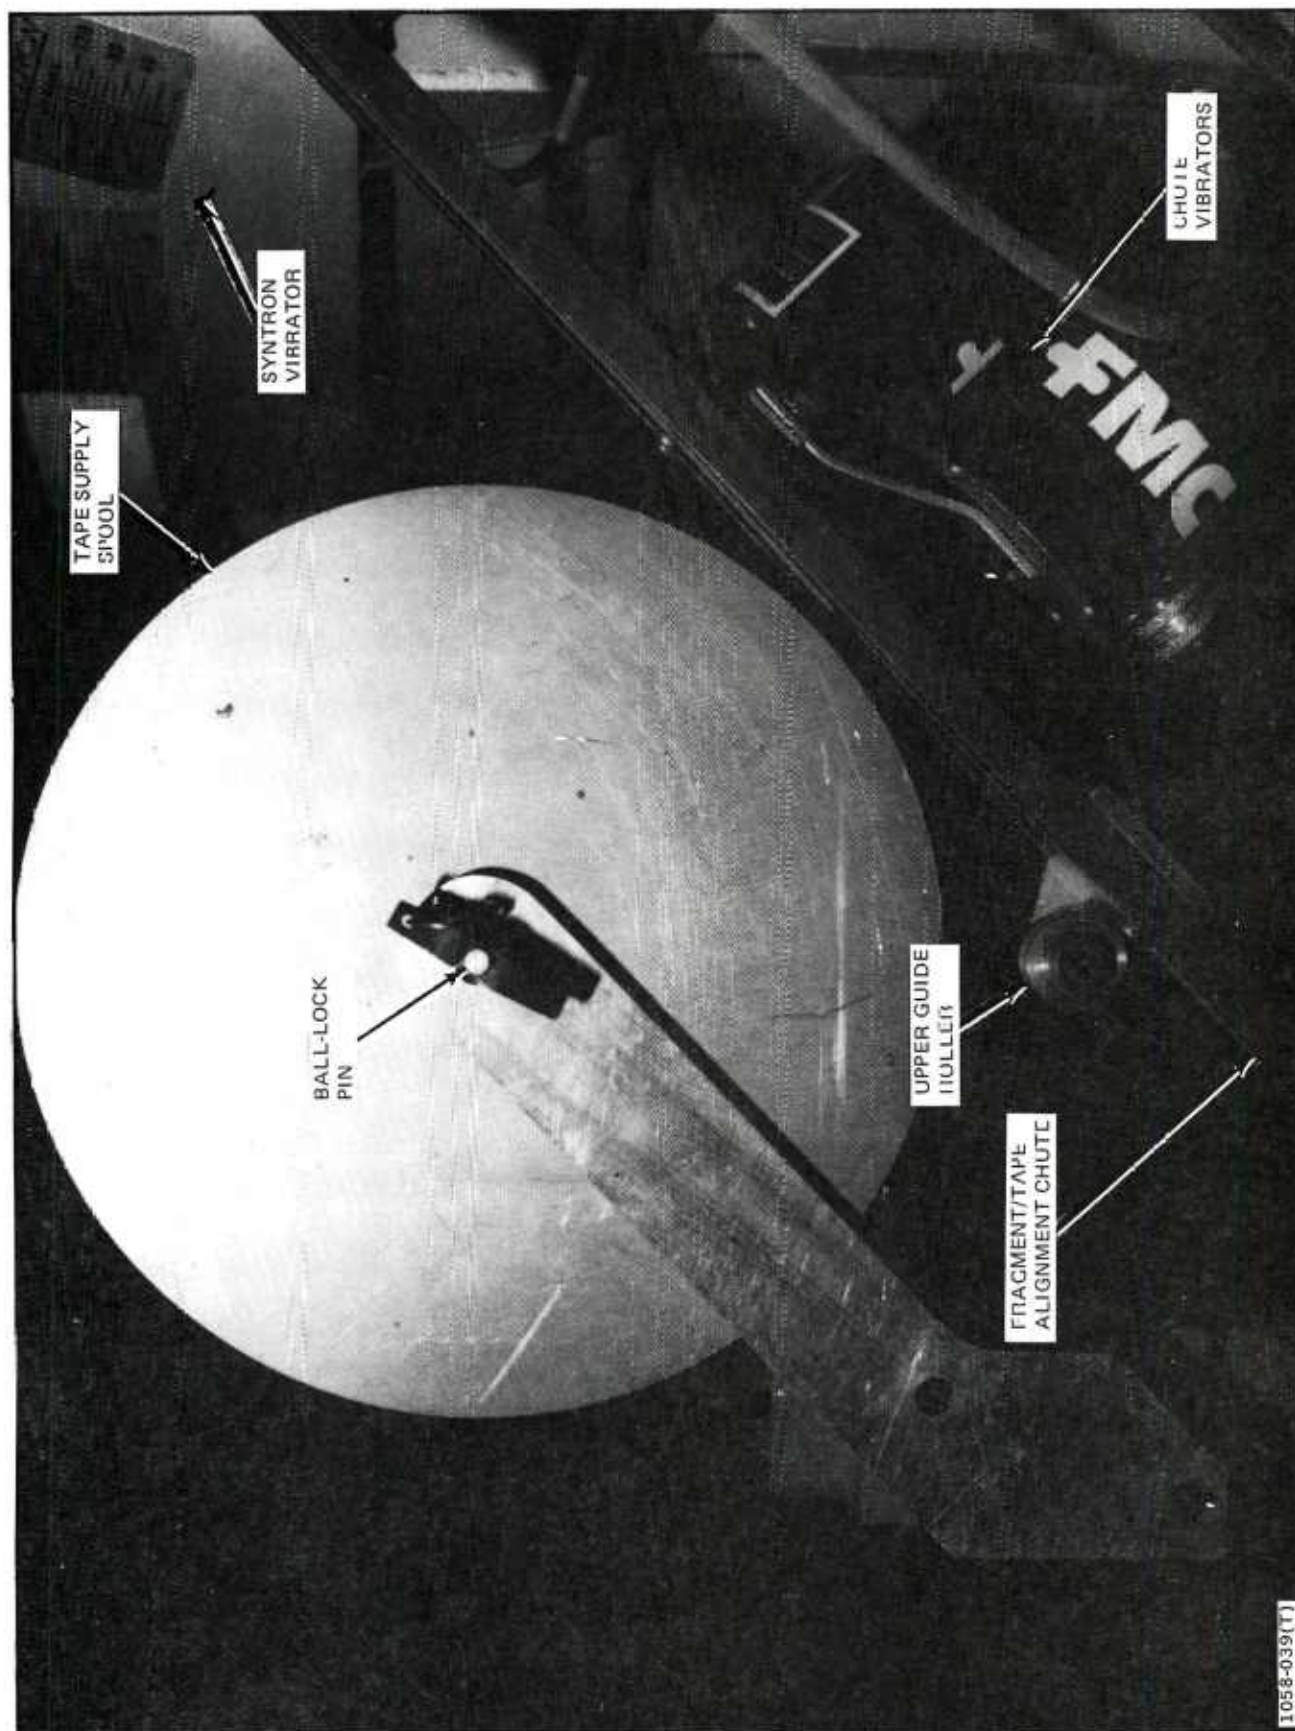 TAPE SUPPLY
SPOOL
SYNTRON
VIBRATOR
CHUTE
VIBRATORS
BALL-LOCK
PIN
FMC
UPPER GUIDE
ROLLER
FRAGMENT/TAPE
ALIGNMENT CHUTE
1058-039(T)